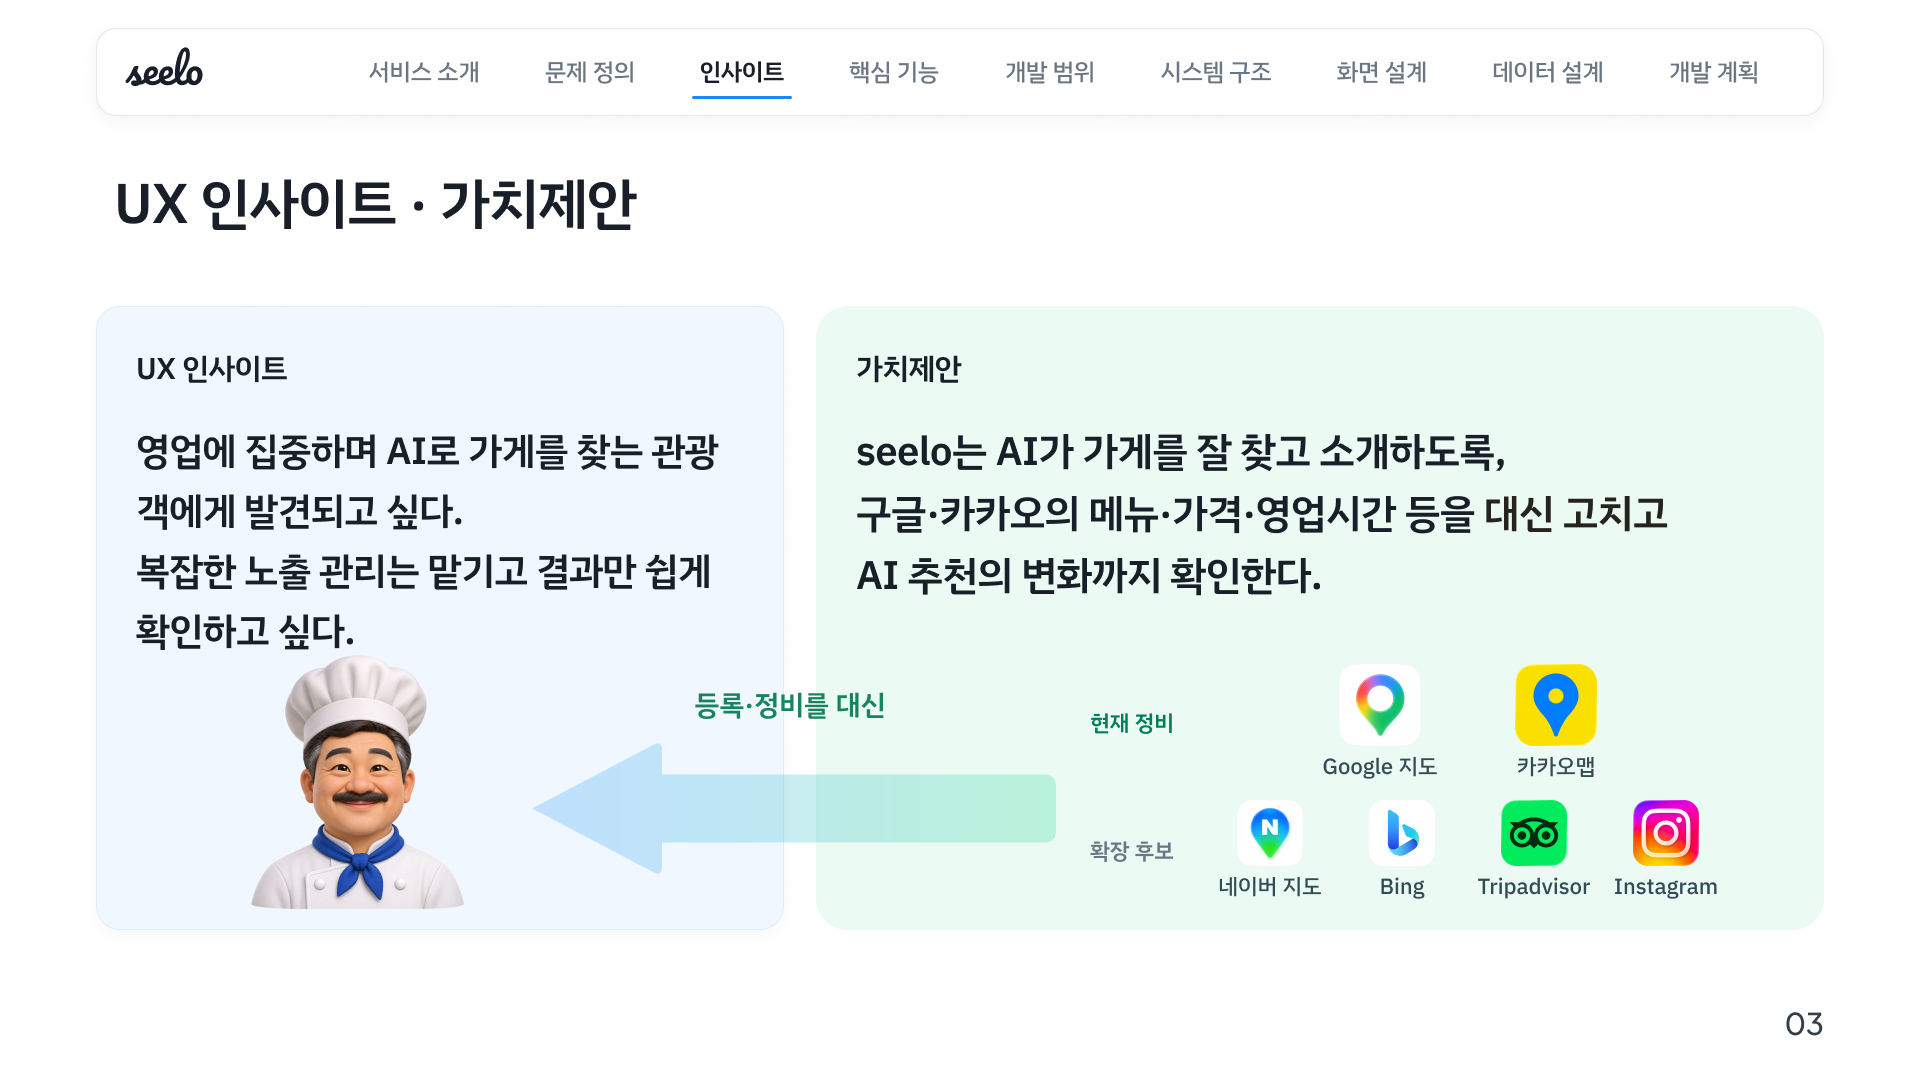 seelo
서비스 소개
문제 정의
인사이트
핵심 기능
개발 범위
시스템 구조
화면 설계
데이터 설계
개발 계획
UX 인사이트 · 가치제안
UX 인사이트
영업에 집중하며 AI로 가게를 찾는 관광
객에게 발견되고 싶다.
복잡한 노출 관리는 맡기고 결과만 쉽게
확인하고 싶다.
가치제안
seelo는 AI가 가게를 잘 찾고 소개하도록,
구글·카카오의 메뉴·가격·영업시간 등을 대신 고치고
AI 추천의 변화까지 확인한다.
등록·정비를 대신
현재 정비
Google 지도
카카오맵
확장 후보
N
네이버 지도
Bing
Tripadvisor
Instagram
03